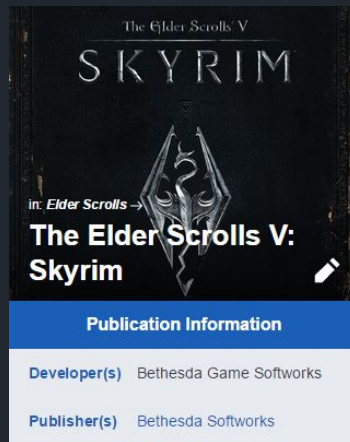 The Elder Scrolls V
SKYRIM
in: Elder Scrolls →
The Elder Scrolls V:
Skyrim
Publication Information
Developer(s) Bethesda Game Softworks
Publisher(s) Bethesda Softworks